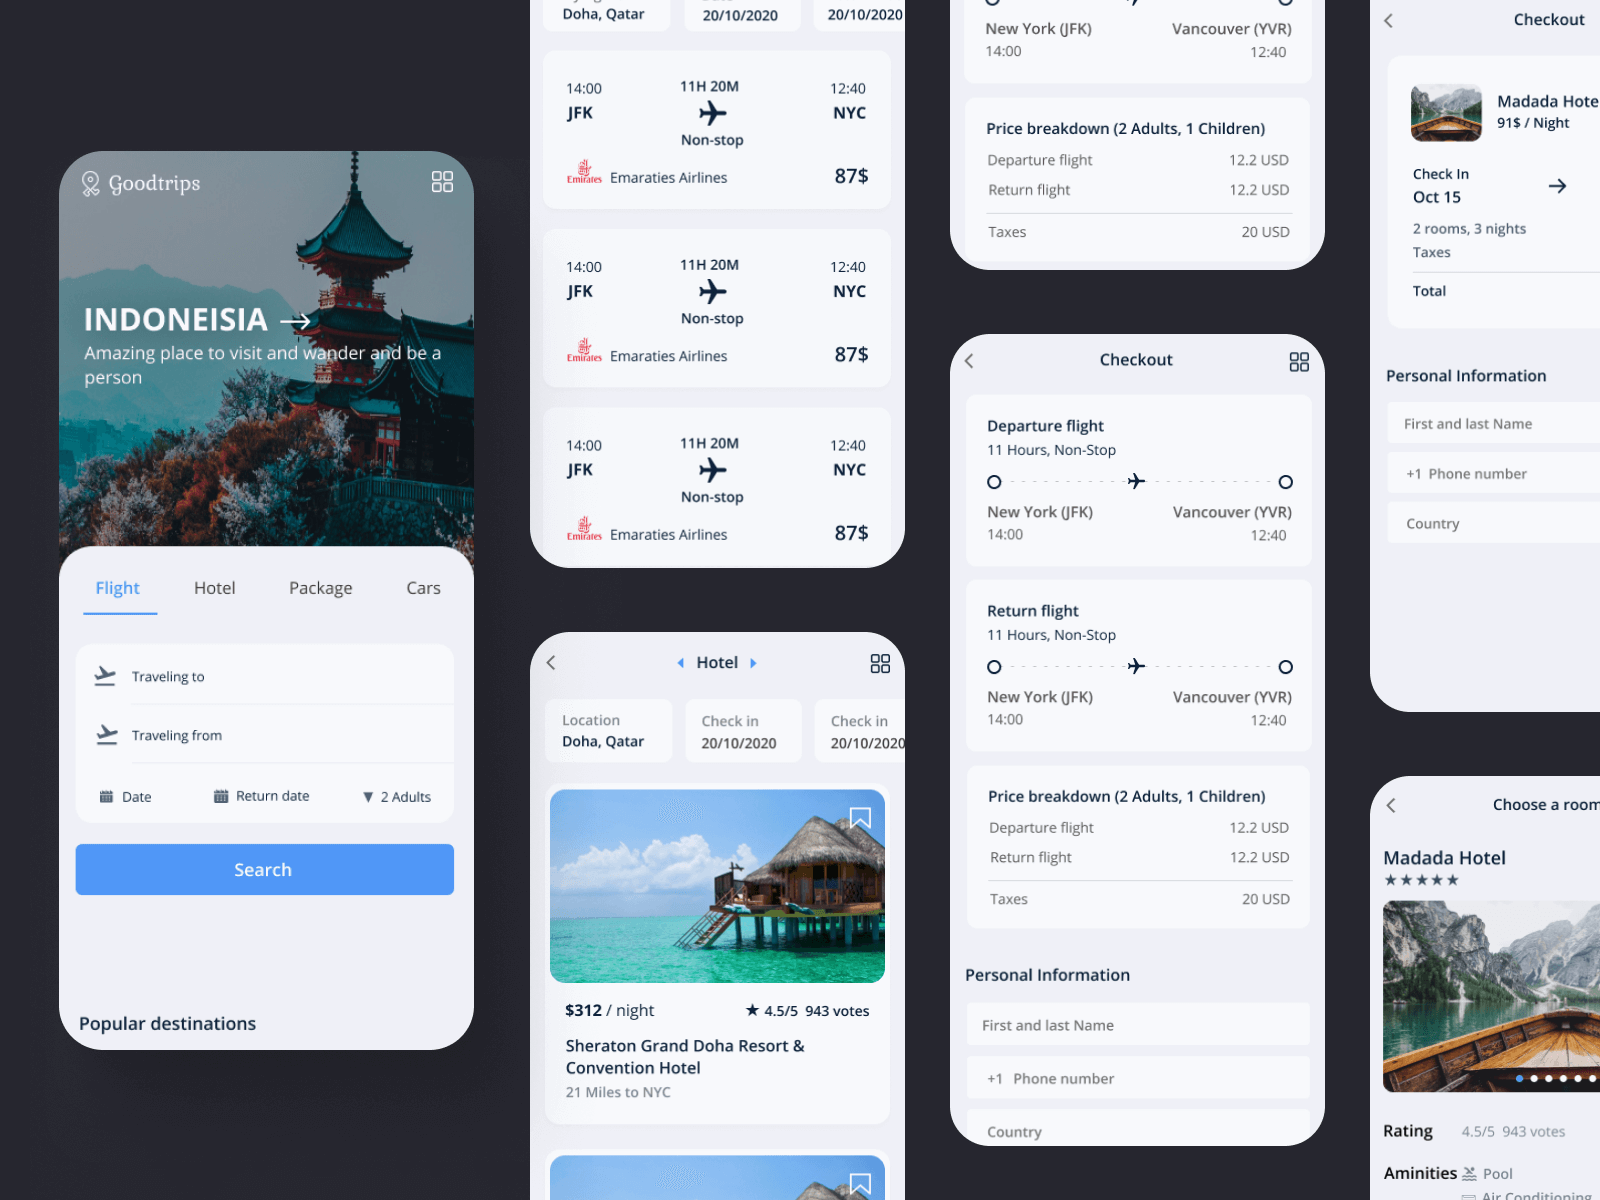 Goodtrips
INDONEISIA
Amazing place to visit and wander and be a
person
Flight Hotel Package Cars
Traveling to
Traveling from
Date Return date 2 Adults
Search
Popular destinations
Doha, Qatar 20/10/2020 20/10/2020
14:00 11H 20M 12:40
JFK NYC
Non-stop
Emirates Emaraties Airlines 87$
14:00 11H 20M 12:40
JFK NYC
Non-stop
Emirates Emaraties Airlines 87$
14:00 11H 20M 12:40
JFK NYC
Non-stop
Emirates Emaraties Airlines 87$
Hotel
Location Check in Check in
Doha, Qatar 20/10/2020 20/10/2020
$312 / night 4.5/5 943 votes
Sheraton Grand Doha Resort &
Convention Hotel
21 Miles to NYC
New York (JFK) Vancouver (YVR)
14:00 12:40
Price breakdown (2 Adults, 1 Children)
Departure flight 12.2 USD
Return flight 12.2 USD
Taxes 20 USD
Checkout
Departure flight
11 Hours, Non-Stop
New York (JFK) Vancouver (YVR)
14:00 12:40
Return flight
11 Hours, Non-Stop
New York (JFK) Vancouver (YVR)
14:00 12:40
Price breakdown (2 Adults, 1 Children)
Departure flight 12.2 USD
Return flight 12.2 USD
Taxes 20 USD
Personal Information
First and last Name
+1 Phone number
Country
Checkout
Madada Hote
91$ / Night
Check In
Oct 15
2 rooms, 3 nights
Taxes
Total
Personal Information
First and last Name
+1 Phone number
Country
Choose a room
Madada Hotel
★★★★★
Rating 4.5/5 943 votes
Aminities Pool
Air Conditioning